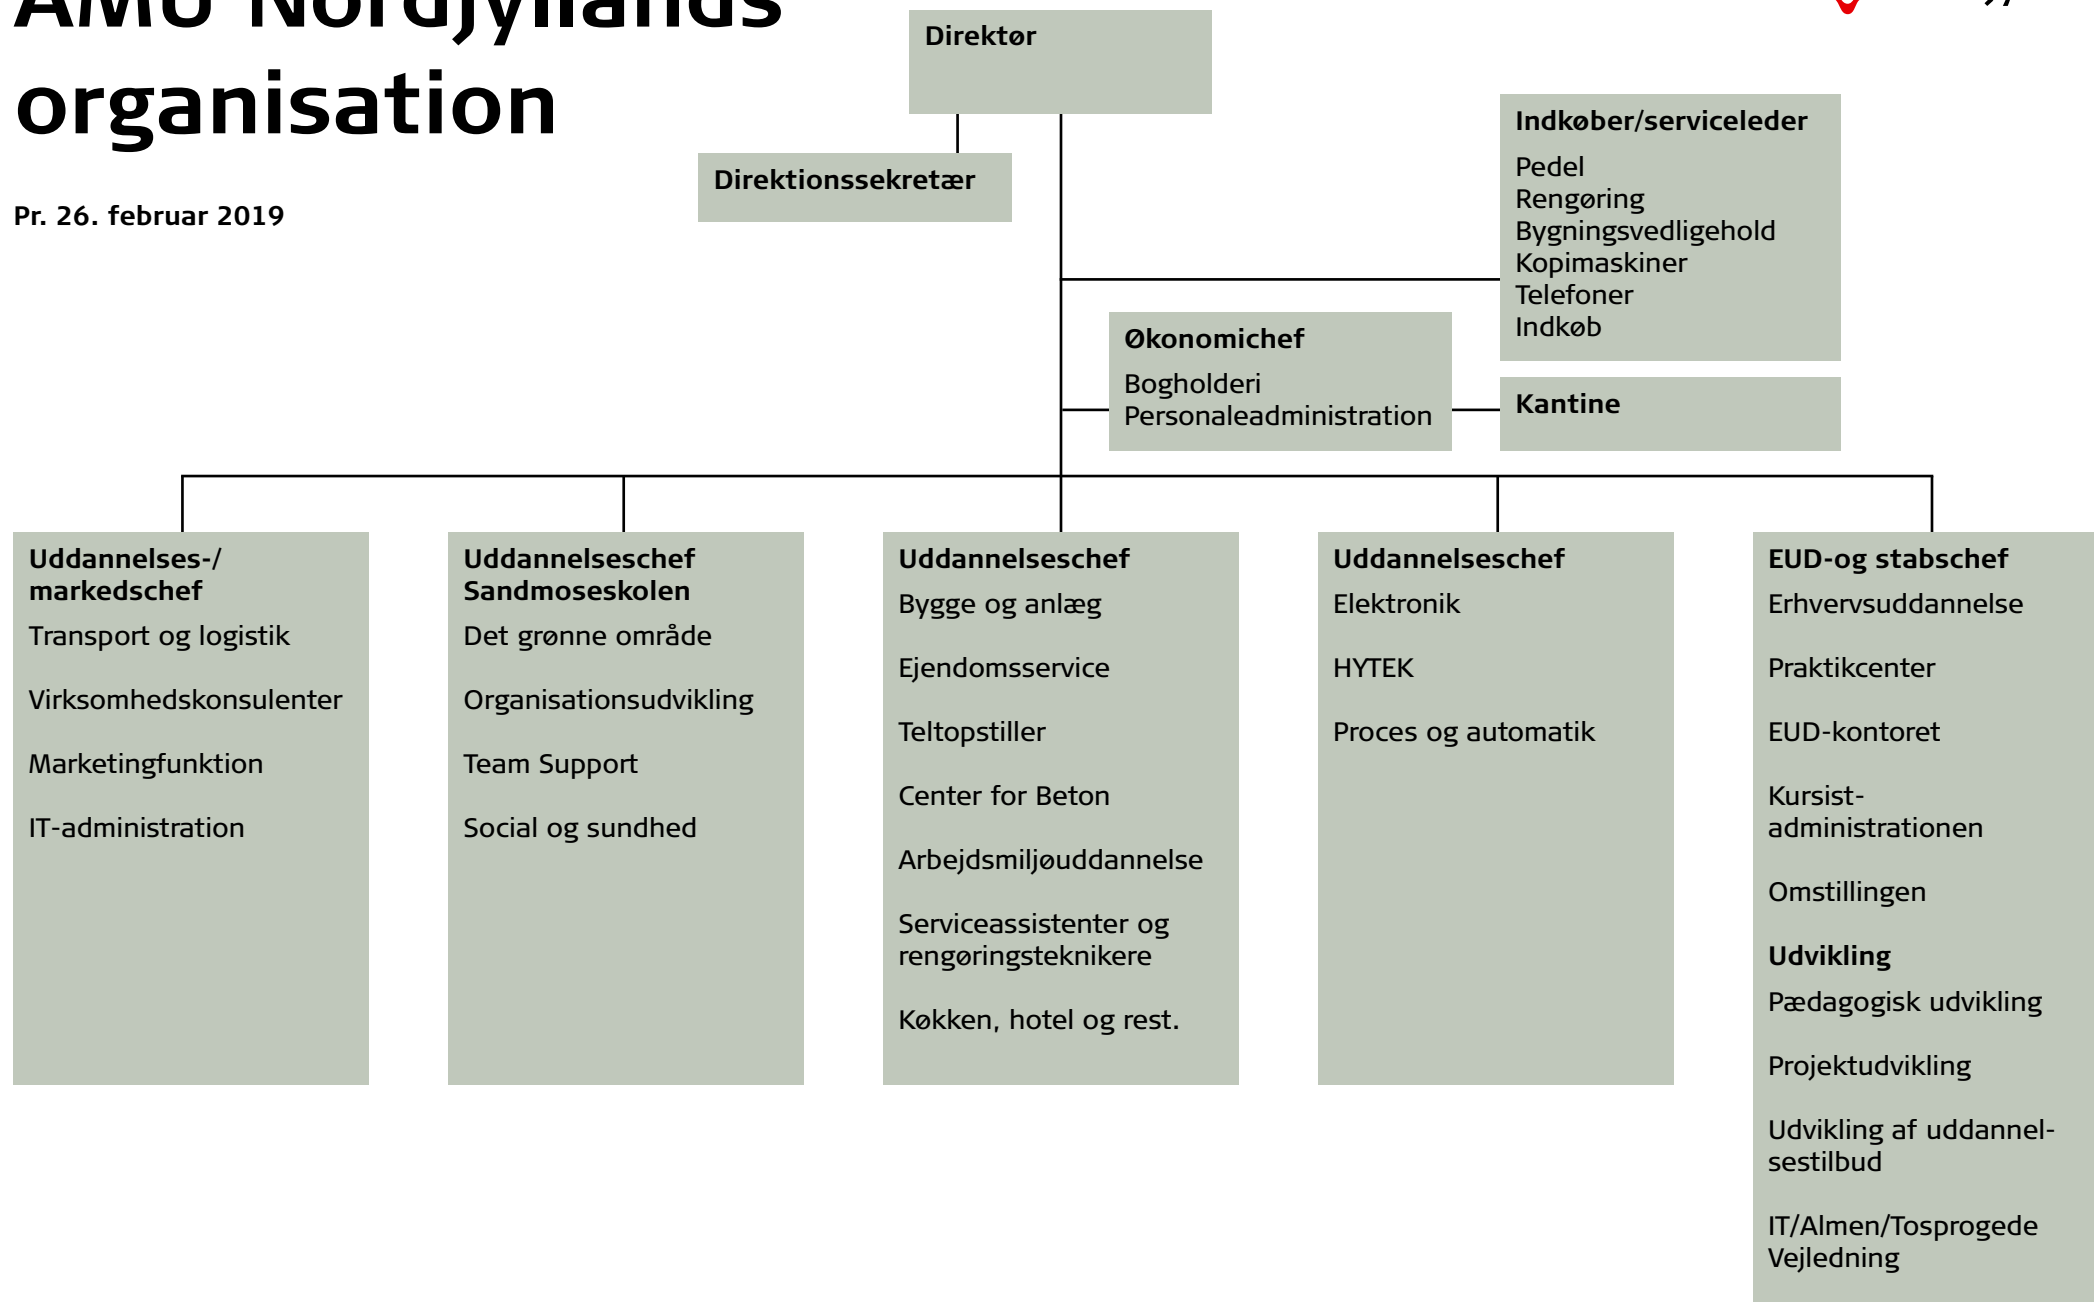 AMU Nordjyllands
organisation
Pr. 26. februar 2019
Direktør
Direktionssekretær
Indkøber/serviceleder
Pedel
Rengøring
Bygningsvedligehold
Kopimaskiner
Telefoner
Indkøb
Økonomichef
Bogholderi
Personaleadministration
Kantine
Uddannelses-/
markedschef
Transport og logistik
Virksomhedskonsulenter
Marketingfunktion
IT-administration
Uddannelseschef
Sandmoseskolen
Det grønne område
Organisationsudvikling
Team Support
Social og sundhed
Uddannelseschef
Bygge og anlæg
Ejendomsservice
Teltopstiller
Center for Beton
Arbejdsmiljøuddannelse
Serviceassistenter og
rengøringsteknikere
Køkken, hotel og rest.
Uddannelseschef
Elektronik
HYTEK
Proces og automatik
EUD-og stabschef
Erhvervsuddannelse
Praktikcenter
EUD-kontoret
Kursist-
administrationen
Omstillingen
Udvikling
Pædagogisk udvikling
Projektudvikling
Udvikling af uddannel-
sestilbud
IT/Almen/Tosprogede
Vejledning